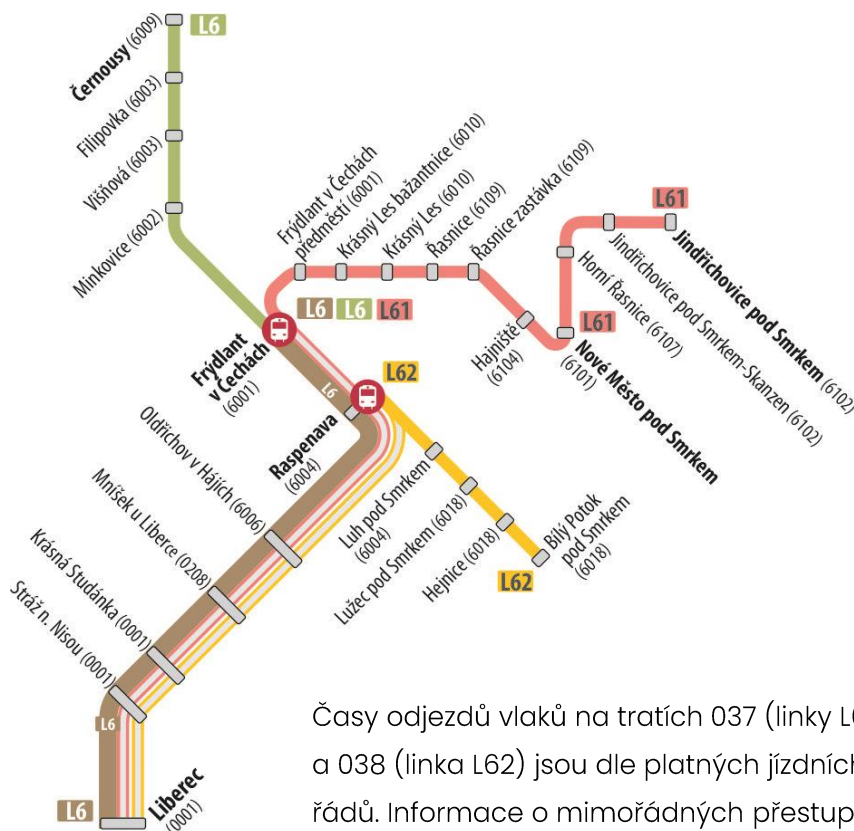 L6
Černousy (6009)
Filipovka (6003)
Višňová (6003)
Minkovice (6002)
Frýdlant v Čechách
předměstí (6001)
Krásný Les bažantnice (6010)
Krásný Les (6010)
Řasnice (6109)
Řasnice zastávka (6109)
L61
Jindřichovice pod Smrkem (6102)
Jindřichovice pod Smrkem-Skanzen (6102)
Horní Řasnice (6107)
L6 L6 L61
L61
Hajniště
(6104)
Nové Město pod Smrkem
(6101)
Frýdlant
v Čechách
(6001)
L6
L62
Raspenava
(6004)
Oldřichov v Hájích (6006)
Mníšek u Liberce (0208)
Krásná Studánka (0001)
Stráž n. Nisou (0001)
Luh pod Smrkem
(6004)
Lužec pod Smrkem (6018)
Hejnice (6018)
Bílý Potok
pod Smrkem
(6018)
L62
L6
L6
Liberec
(0001)
Časy odjezdů vlaků na tratích 037 (linky L6
a 038 (linka L62) jsou dle platných jízdních
řádů. Informace o mimořádných přestup